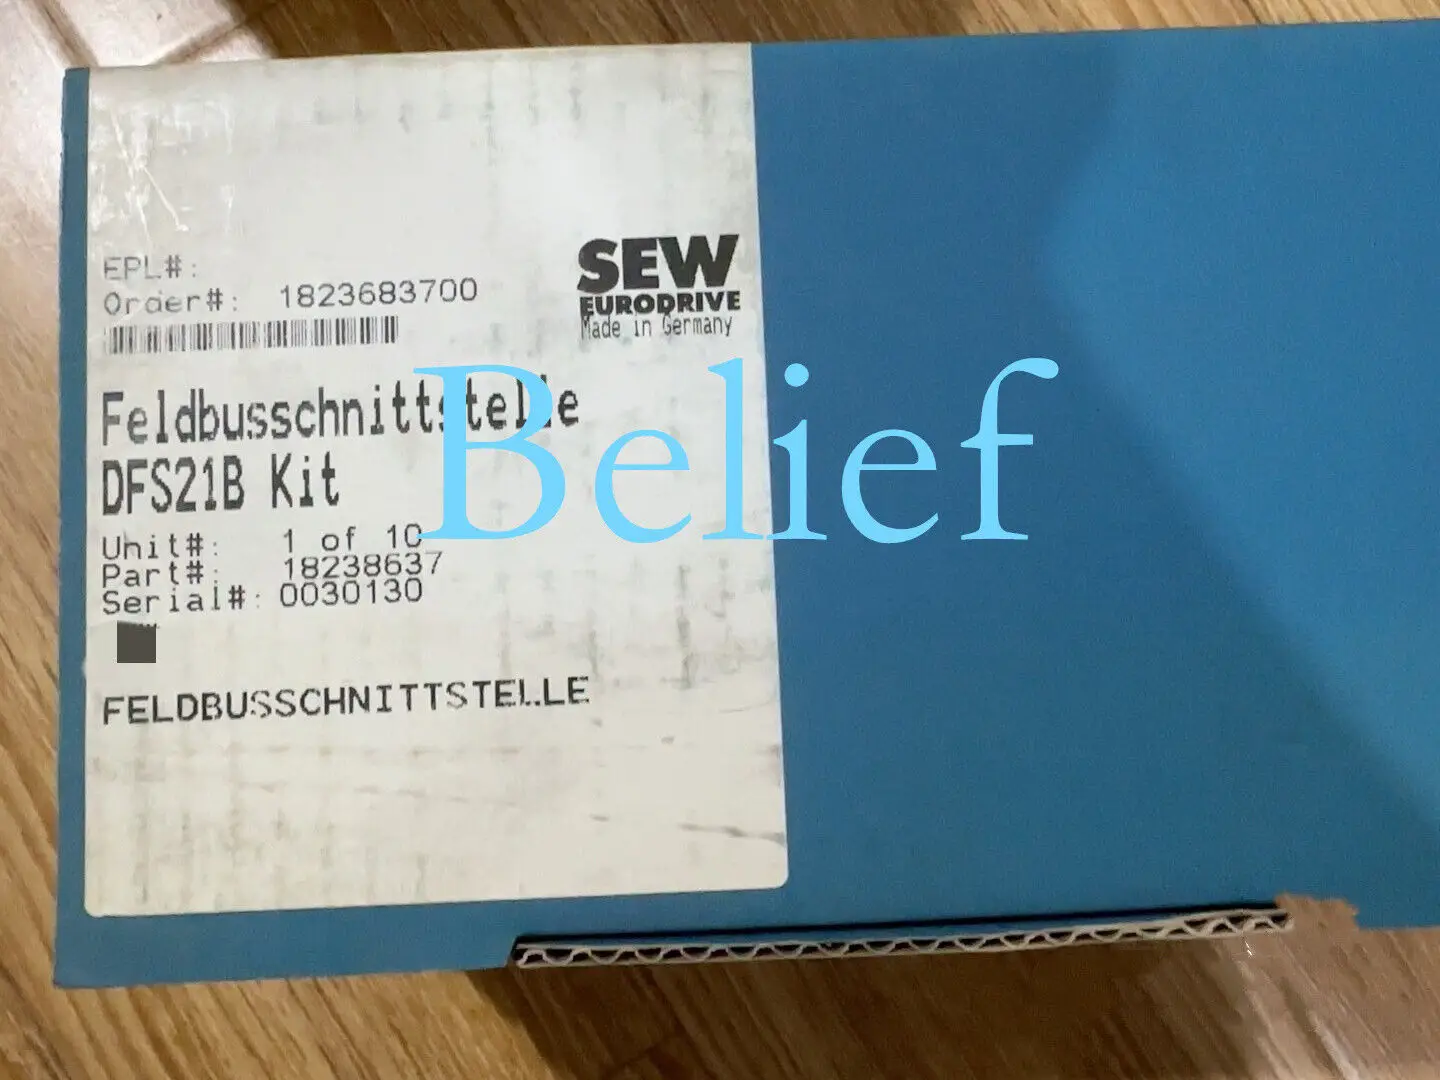 EPL#:
Order#: 1823683700
SEW
EURODRIVE
Made in Germany
Feldbusschnittstelle
DFS21B Kit
Unit#: 1 of 10
Part#: 18238637
Serial#: 0030130
FELDBUSSCHNITTSTELLE
Belief